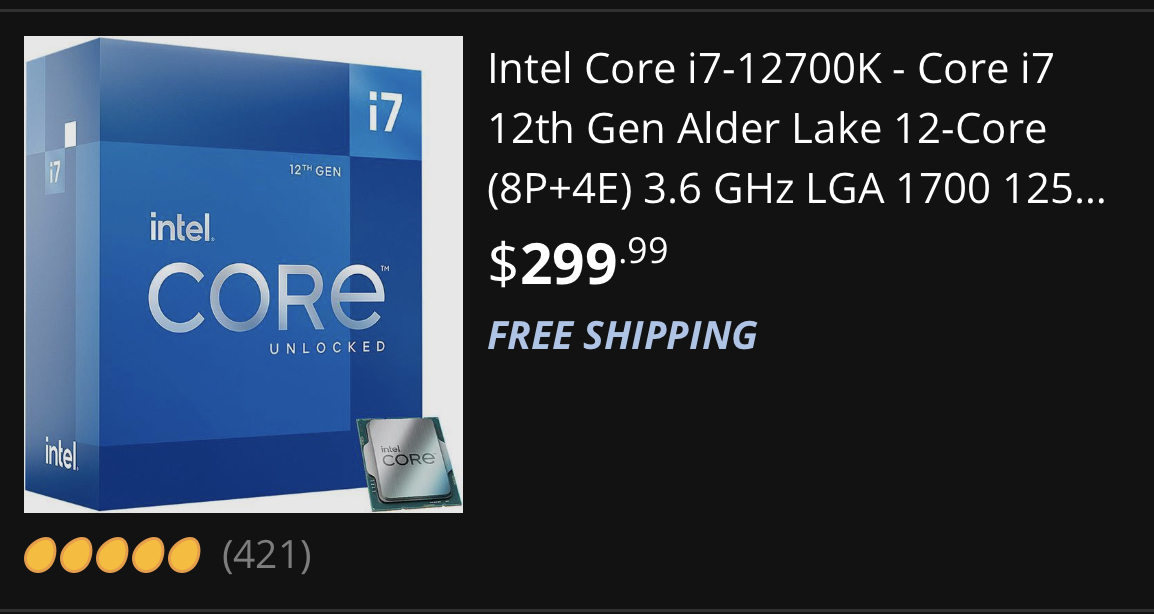 i7
i7
12TH GEN
intel.
CORE™
UNLOCKED
intel.
intel
CORE
Intel Core i7-12700K - Core i7
12th Gen Alder Lake 12-Core
(8P+4E) 3.6 GHz LGA 1700 125...
$299.99
FREE SHIPPING
(421)